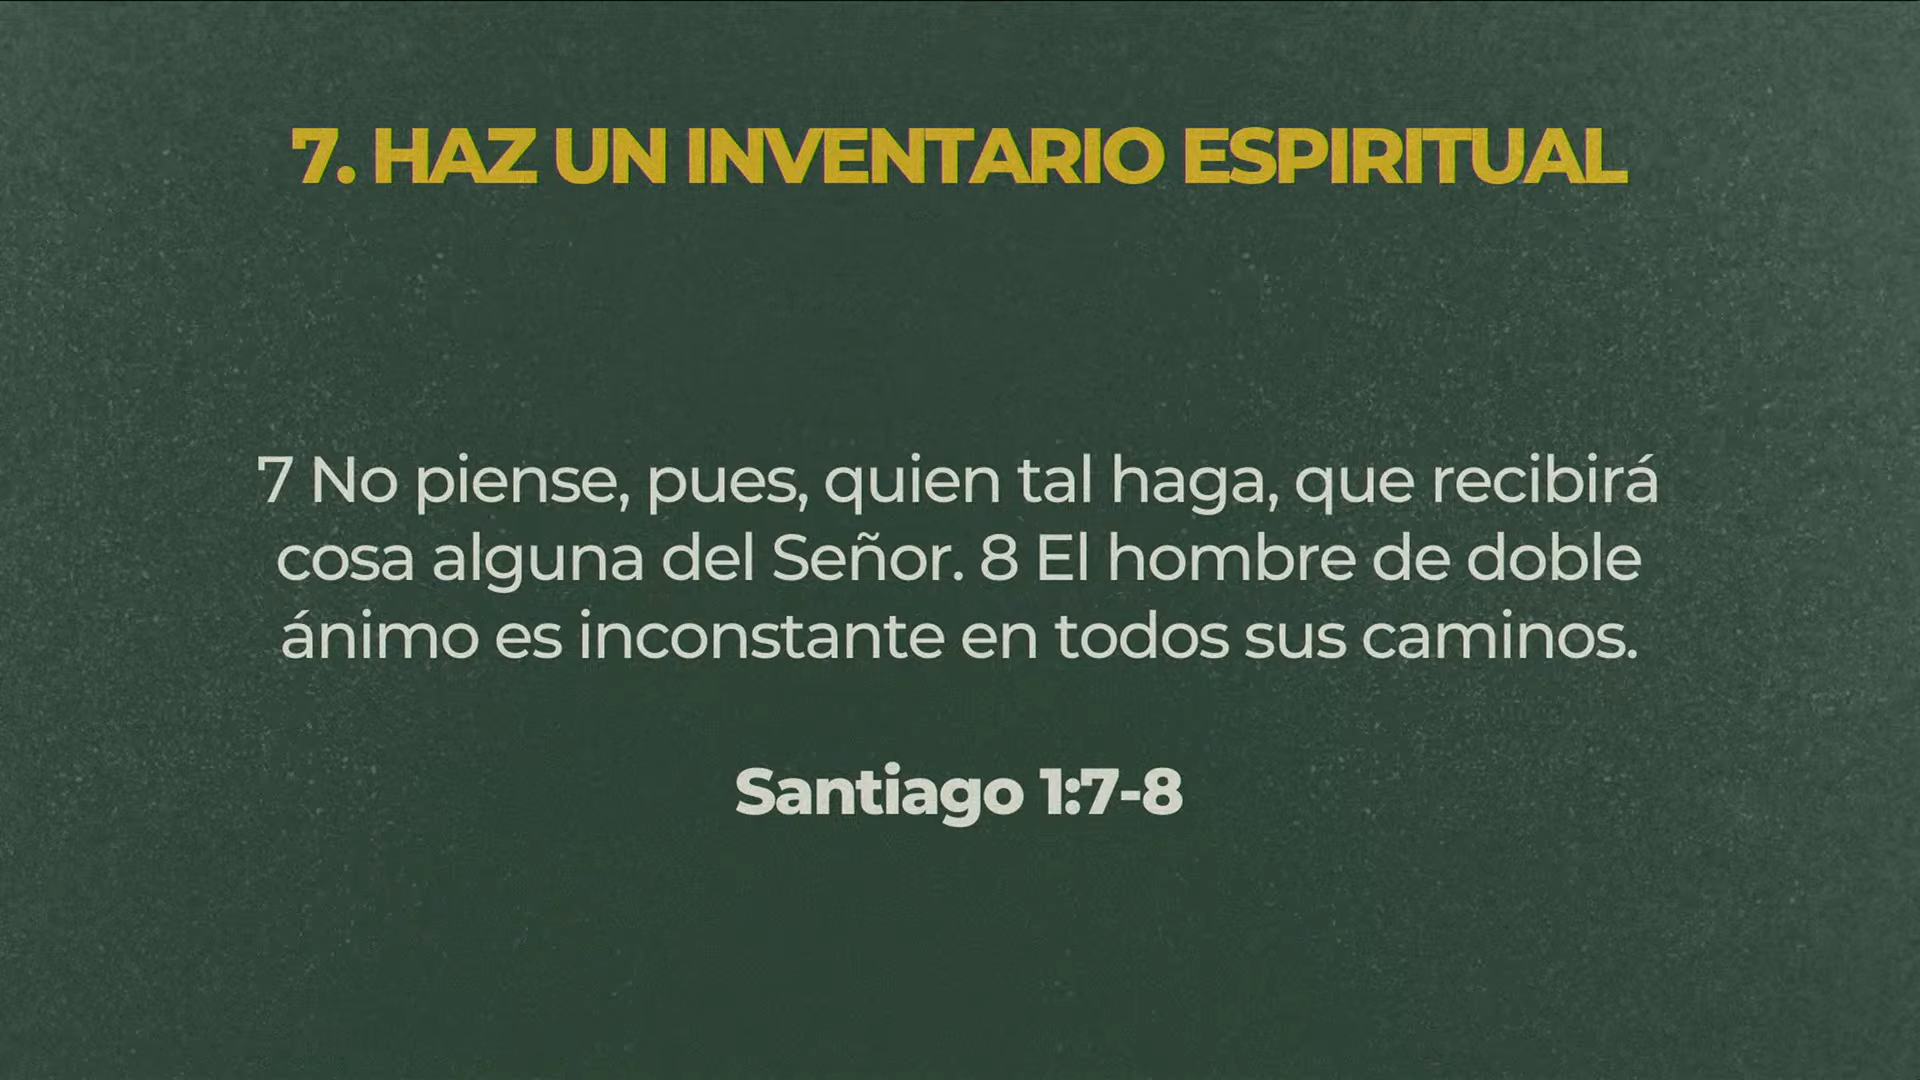 7. HAZ UN INVENTARIO ESPIRITUAL
7 No piense, pues, quien tal haga, que recibirá
cosa alguna del Señor. 8 El hombre de doble
ánimo es inconstante en todos sus caminos.
Santiago 1:7-8